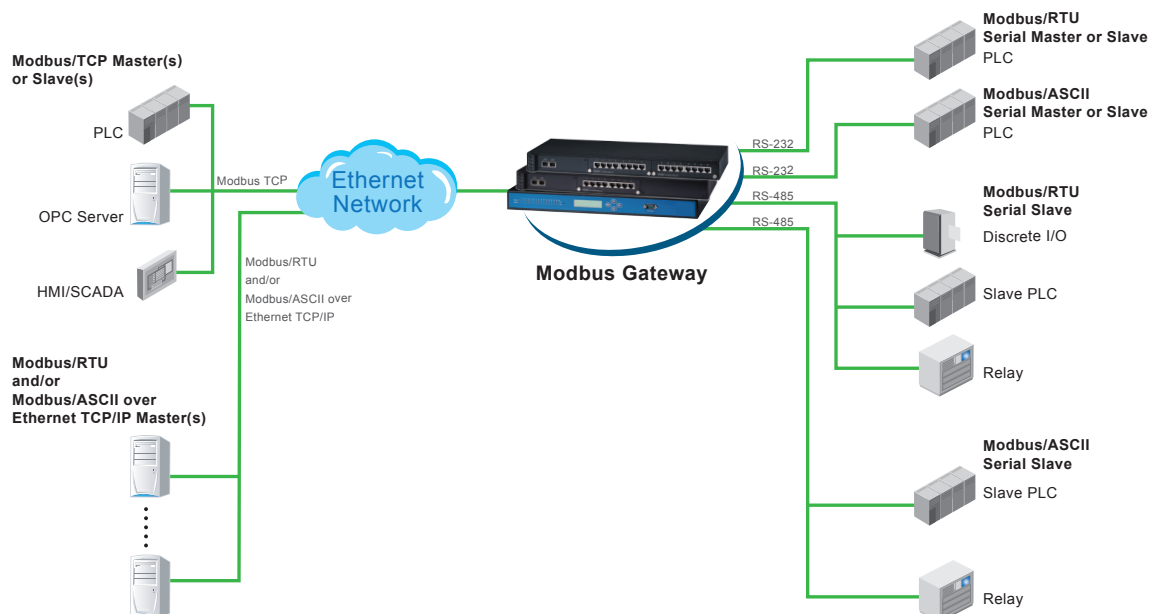 Modbus/TCP Master(s)
or Slave(s)
PLC
OPC Server
HMI/SCADA
Modbus TCP
Ethernet
Network
Modbus/RTU
and/or
Modbus/ASCII over
Ethernet TCP/IP
Modbus/RTU
and/or
Modbus/ASCII over
Ethernet TCP/IP Master(s)
Modbus Gateway
RS-232
RS-232
RS-485
RS-485
Modbus/RTU
Serial Master or Slave
PLC
Modbus/ASCII
Serial Master or Slave
PLC
Modbus/RTU
Serial Slave
Discrete I/O
Slave PLC
Relay
Modbus/ASCII
Serial Slave
Slave PLC
Relay